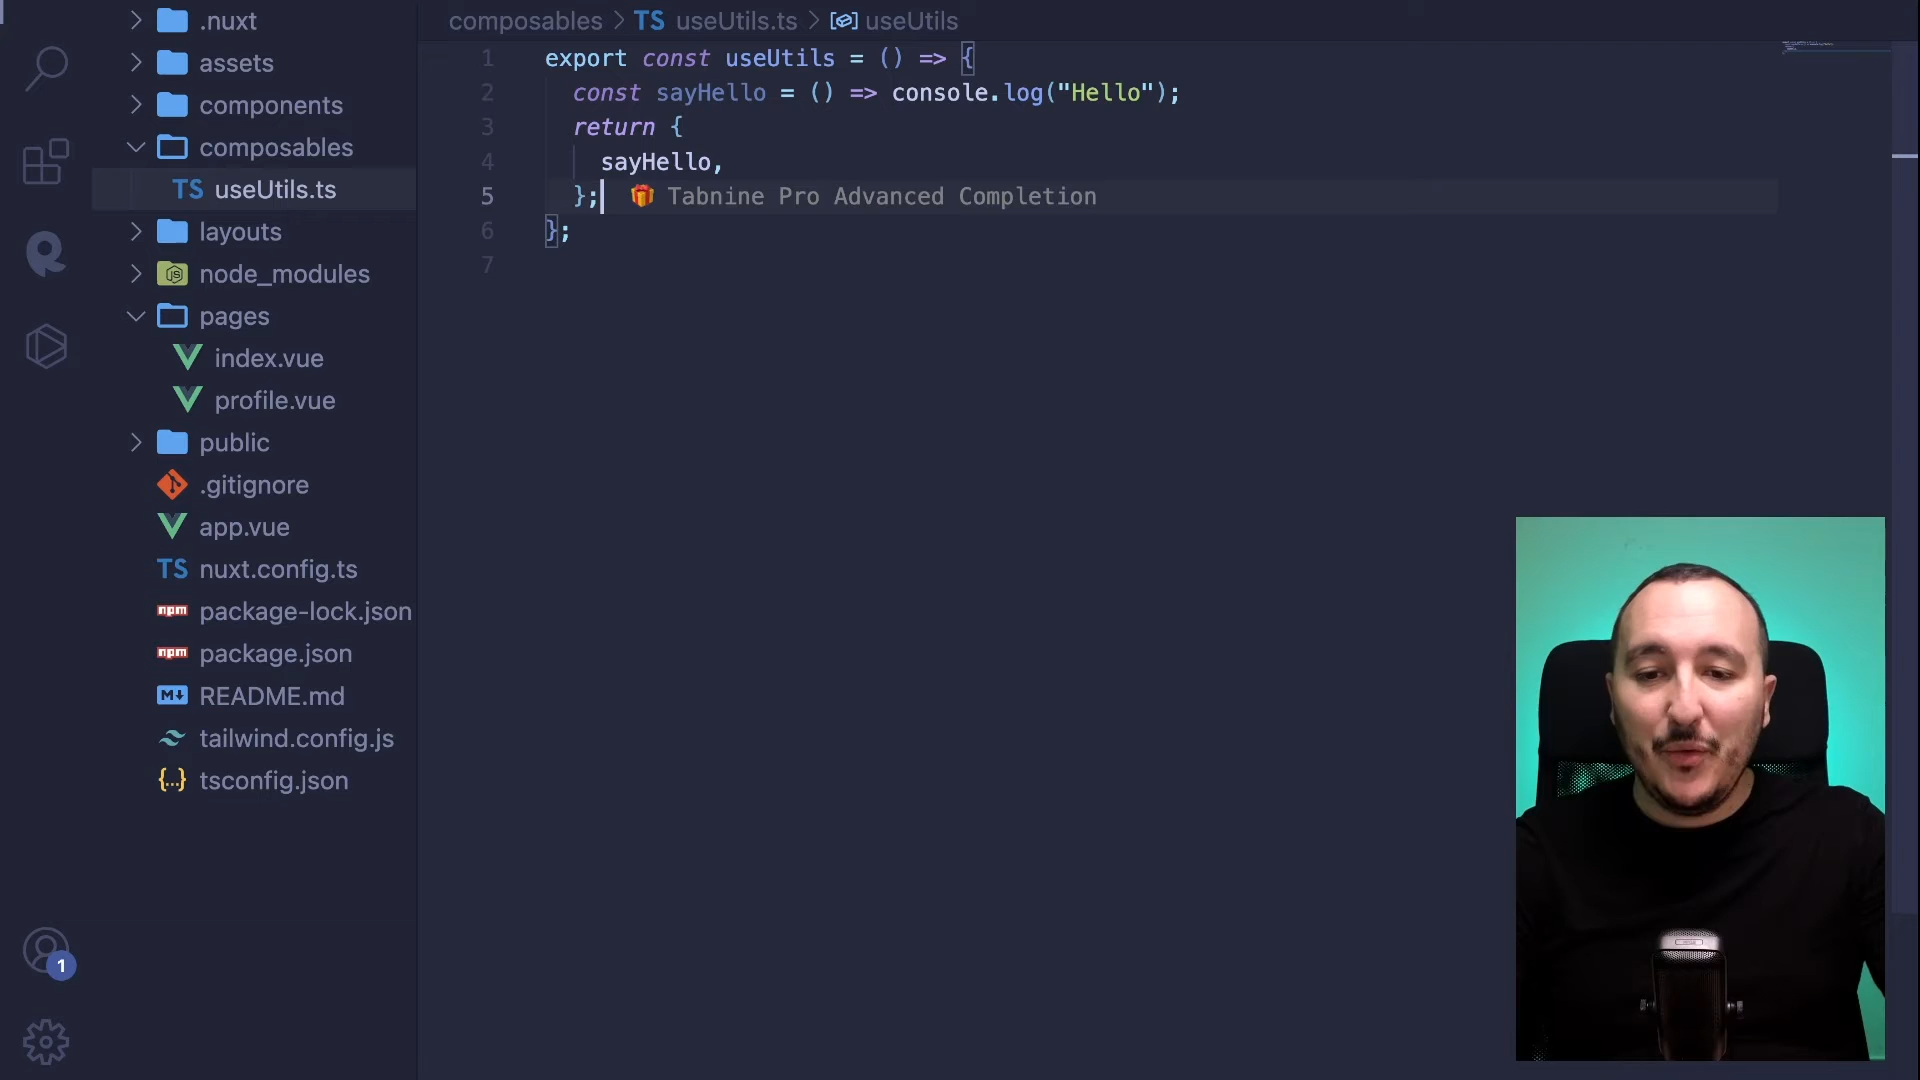 .nuxt
assets
components
composables
TS useUtils.ts
layouts
node_modules
pages
index.vue
profile.vue
public
.gitignore
app.vue
TS nuxt.config.ts
npm package-lock.json
npm package.json
M README.md
tailwind.config.js
{..} tsconfig.json
1
composables > TS useUtils.ts > useUtils
1 export const useUtils = () => {
2 const sayHello = () => console.log("Hello");
3 return {
4 sayHello,
5 }; 🎁 Tabnine Pro Advanced Completion
6 };
7